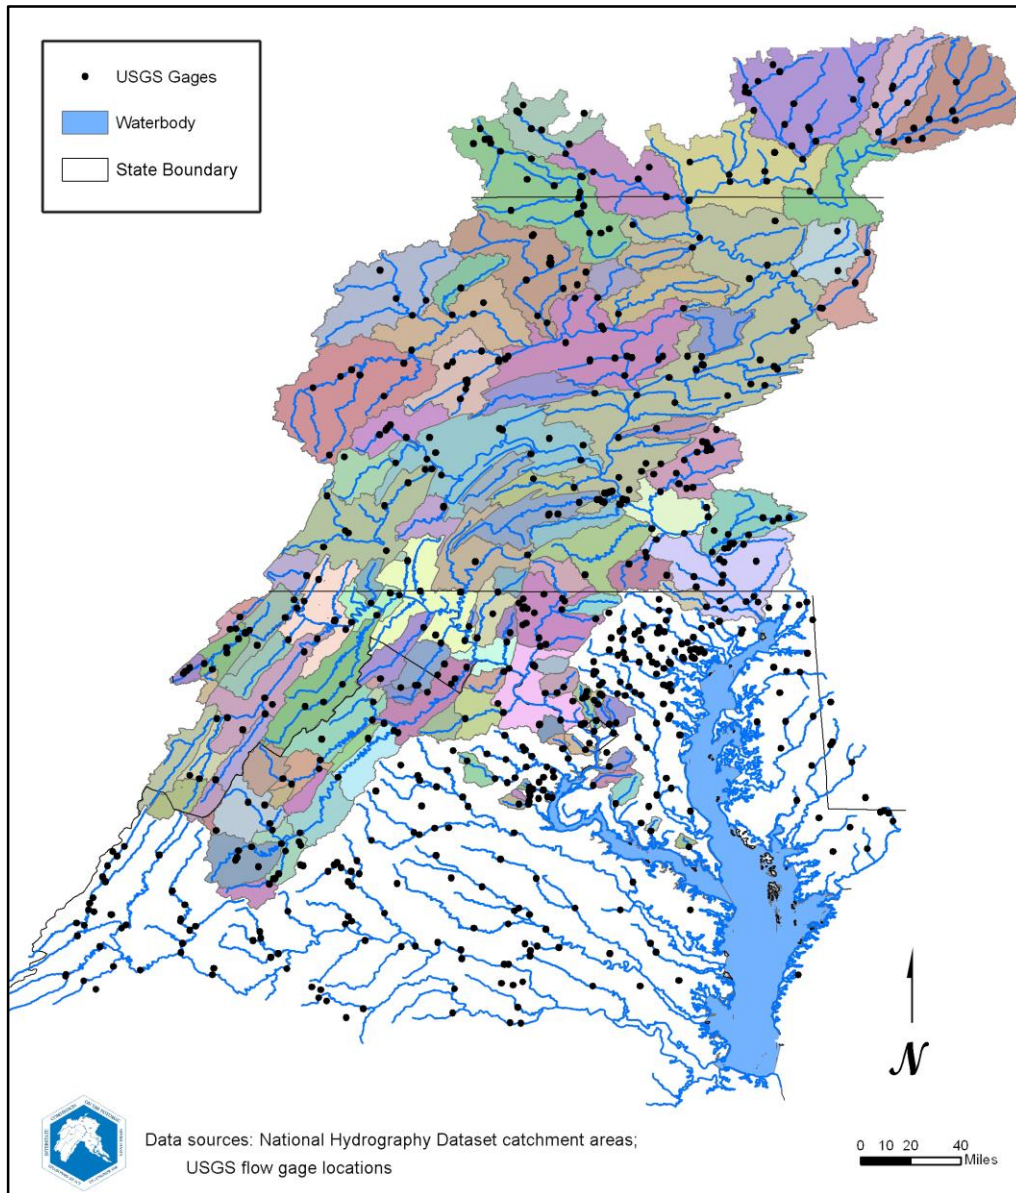 USGS Gages
Waterbody
State Boundary
N
Data sources: National Hydrography Dataset catchment areas;
USGS flow gage locations
0 10 20 40
Miles